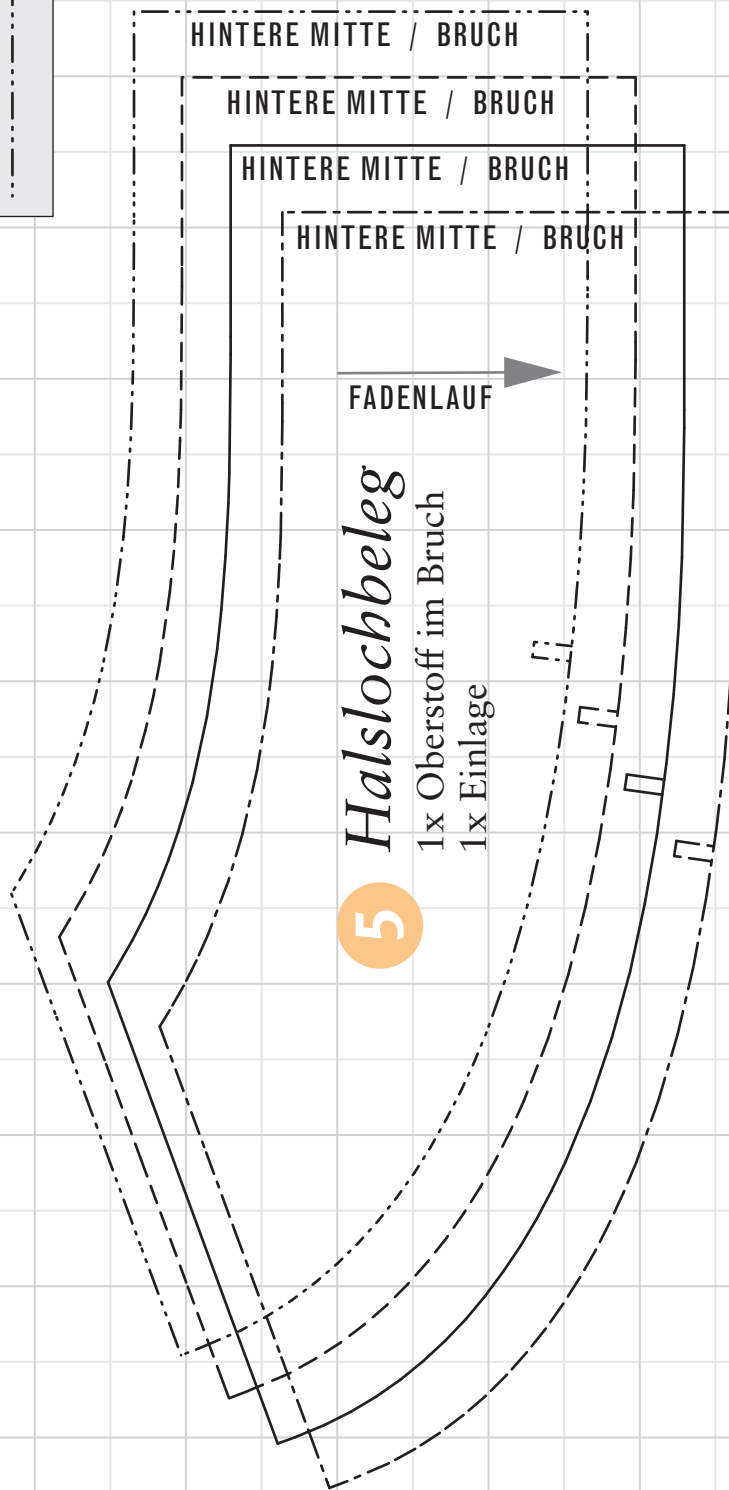 HINTERE MITTE / BRUCH
HINTERE MITTE / BRUCH
HINTERE MITTE / BRUCH
HINTERE MITTE / BRUCH
FADENLAUF
5 Halslochbeleg
1x Oberstoff im Bruch
1x Einlage